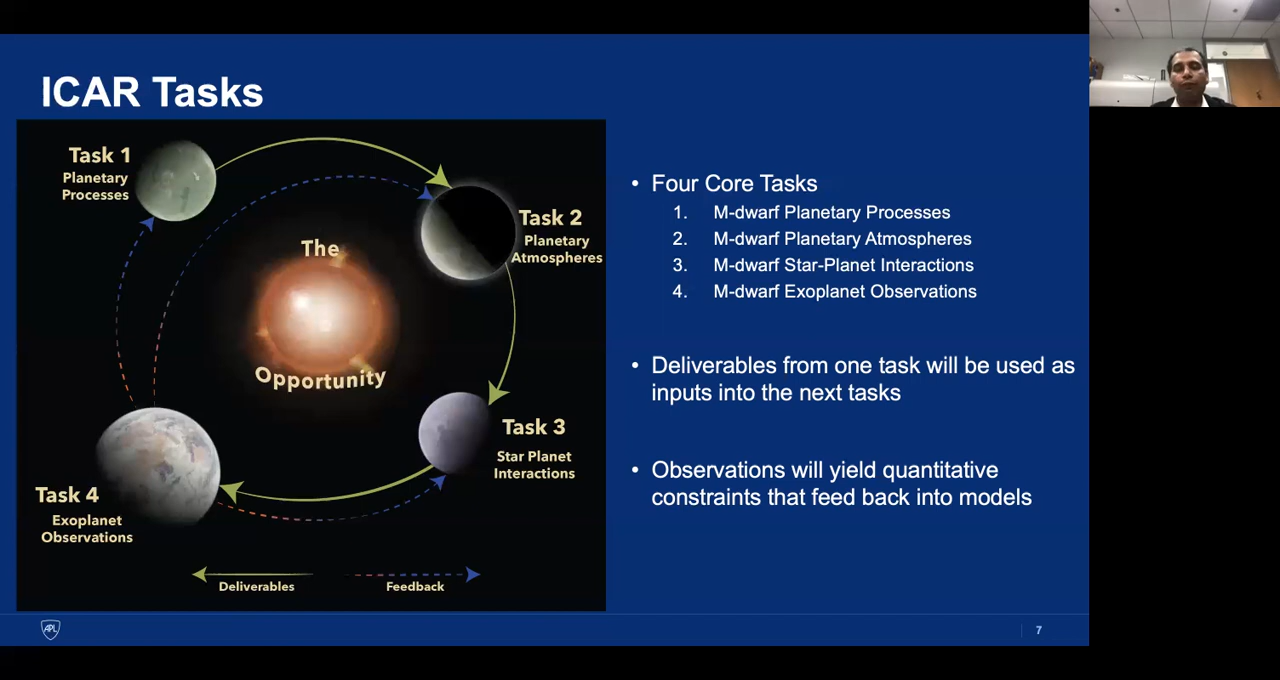 ICAR Tasks
Task 1
Planetary
Processes
The
Opportunity
Task 2
Planetary
Atmospheres
Task 3
Star Planet
Interactions
Task 4
Exoplanet
Observations
Deliverables
Feedback
• Four Core Tasks
1. M-dwarf Planetary Processes
2. M-dwarf Planetary Atmospheres
3. M-dwarf Star-Planet Interactions
4. M-dwarf Exoplanet Observations
• Deliverables from one task will be used as
inputs into the next tasks
• Observations will yield quantitative
constraints that feed back into models
APL
7